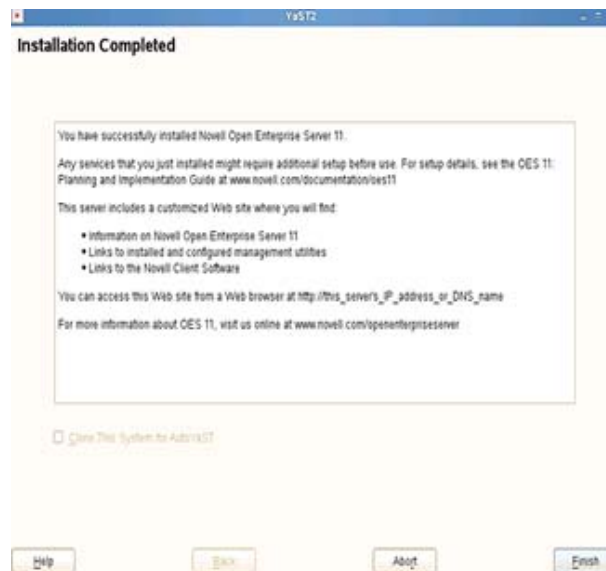 YaST2
Installation Completed
You have successfully installed Novell Open Enterprise Server 11.
Any services that you just installed might require additional setup before use. For setup details, see the OES 11:
Planning and Implementation Guide at www.novell.com/documentation/oes11
This server includes a customized Web site where you will find:
• Information on Novell Open Enterprise Server 11
• Links to installed and configured management utilities
• Links to the Novell Client Software
You can access this Web site from a Web browser at http://this_server's_IP_address_or_DNS_name
For more information about OES 11, visit us online at www.novell.com/openenterpriseserver
Clone This System for AutoYaST
Help
Back
Abort
Finish